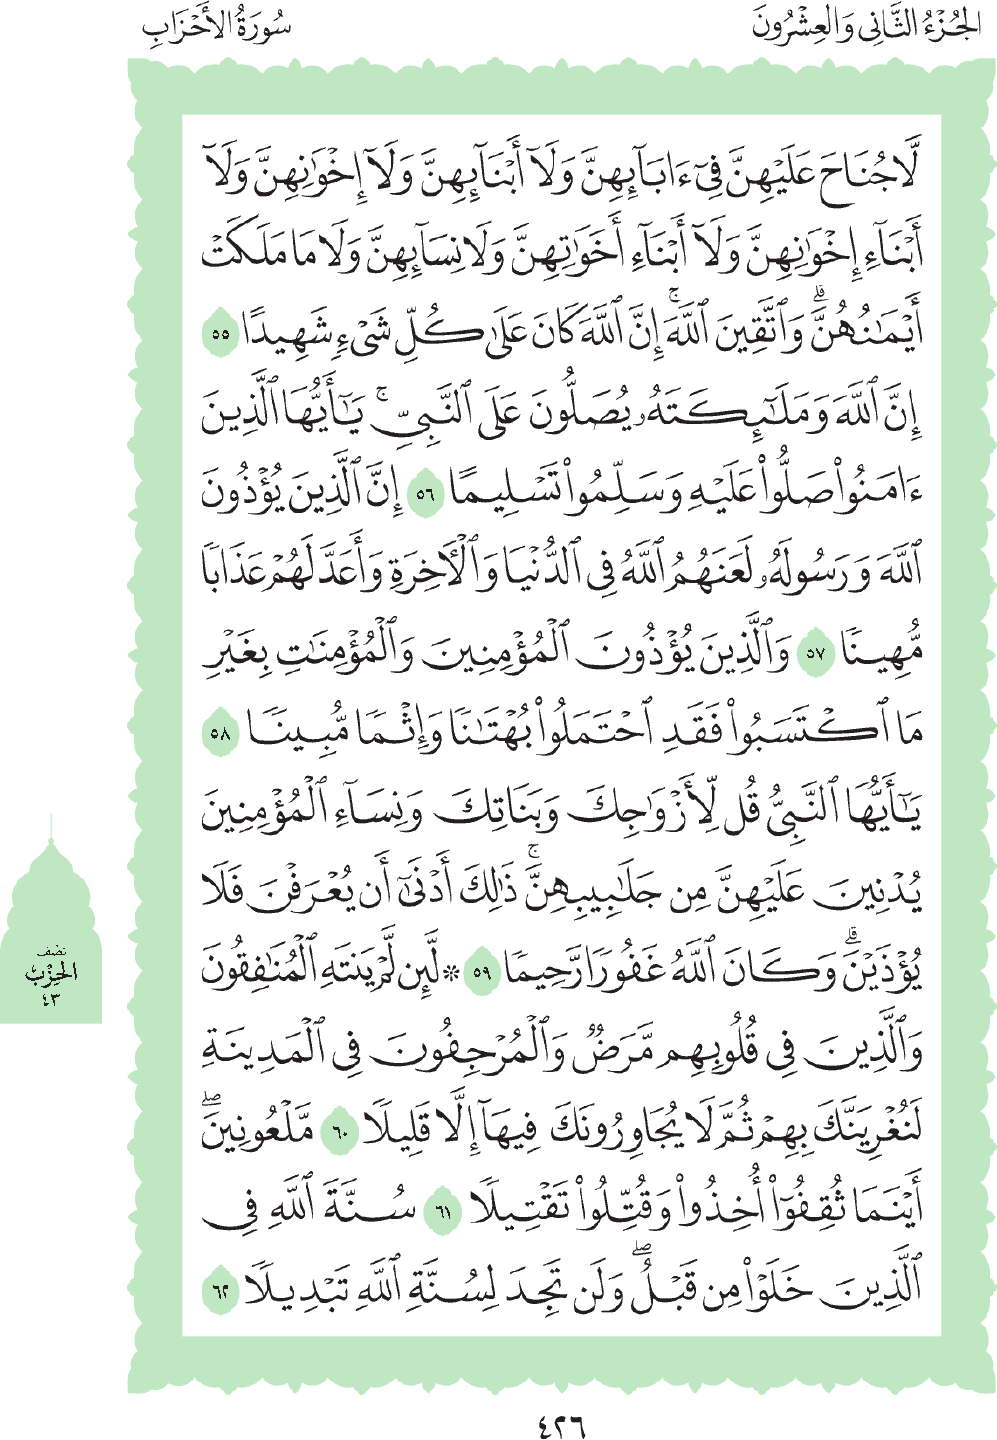 الجُزْءُ الثَّانِي وَالعِشْرُونَ
سُورَةُ الأَحْزَابِ
لَّا جُنَاحَ عَلَيْهِنَّ فِىٓ ءَابَآئِهِنَّ وَلَآ أَبْنَآئِهِنَّ وَلَآ إِخْوَٰنِهِنَّ وَلَآ
أَبْنَآءِ إِخْوَٰنِهِنَّ وَلَآ أَبْنَآءِ أَخَوَٰتِهِنَّ وَلَا نِسَآئِهِنَّ وَلَا مَا مَلَكَتْ
أَيْمَٰنُهُنَّۗ وَٱتَّقِينَ ٱللَّهَۚ إِنَّ ٱللَّهَ كَانَ عَلَىٰ كُلِّ شَىْءٍ شَهِيدًا ٥٥
إِنَّ ٱللَّهَ وَمَلَٰٓئِكَتَهُۥ يُصَلُّونَ عَلَى ٱلنَّبِىِّۚ يَٰٓأَيُّهَا ٱلَّذِينَ
ءَامَنُوا۟ صَلُّوا۟ عَلَيْهِ وَسَلِّمُوا۟ تَسْلِيمًا ٥٦ إِنَّ ٱلَّذِينَ يُؤْذُونَ
ٱللَّهَ وَرَسُولَهُۥ لَعَنَهُمُ ٱللَّهُ فِى ٱلدُّنْيَا وَٱلْءَاخِرَةِ وَأَعَدَّ لَهُمْ عَذَابًا
مُّهِينًا ٥٧ وَٱلَّذِينَ يُؤْذُونَ ٱلْمُؤْمِنِينَ وَٱلْمُؤْمِنَٰتِ بِغَيْرِ
مَا ٱكْتَسَبُوا۟ فَقَدِ ٱحْتَمَلُوا۟ بُهْتَٰنًا وَإِثْمًا مُّبِينًا ٥٨
يَٰٓأَيُّهَا ٱلنَّبِىُّ قُل لِّأَزْوَٰجِكَ وَبَنَاتِكَ وَنِسَآءِ ٱلْمُؤْمِنِينَ
يُدْنِينَ عَلَيْهِنَّ مِن جَلَٰبِيبِهِنَّۚ ذَٰلِكَ أَدْنَىٰٓ أَن يُعْرَفْنَ فَلَا
يُؤْذَيْنَۗ وَكَانَ ٱللَّهُ غَفُورًا رَّحِيمًا ٥٩ ۞ لَّئِن لَّمْ يَنتَهِ ٱلْمُنَٰفِقُونَ
وَٱلَّذِينَ فِى قُلُوبِهِم مَّرَضٌ وَٱلْمُرْجِفُونَ فِى ٱلْمَدِينَةِ
لَنُغْرِيَنَّكَ بِهِمْ ثُمَّ لَا يُجَاوِرُونَكَ فِيهَآ إِلَّا قَلِيلًا ٦٠ مَّلْعُونِينَۖ
أَيْنَمَا ثُقِفُوٓا۟ أُخِذُوا۟ وَقُتِّلُوا۟ تَقْتِيلًا ٦١ سُنَّةَ ٱللَّهِ فِى
ٱلَّذِينَ خَلَوْا۟ مِن قَبْلُۖ وَلَن تَجِدَ لِسُنَّةِ ٱللَّهِ تَبْدِيلًا ٦٢
نصف
الحِزْب
٤٣
٤٢٦